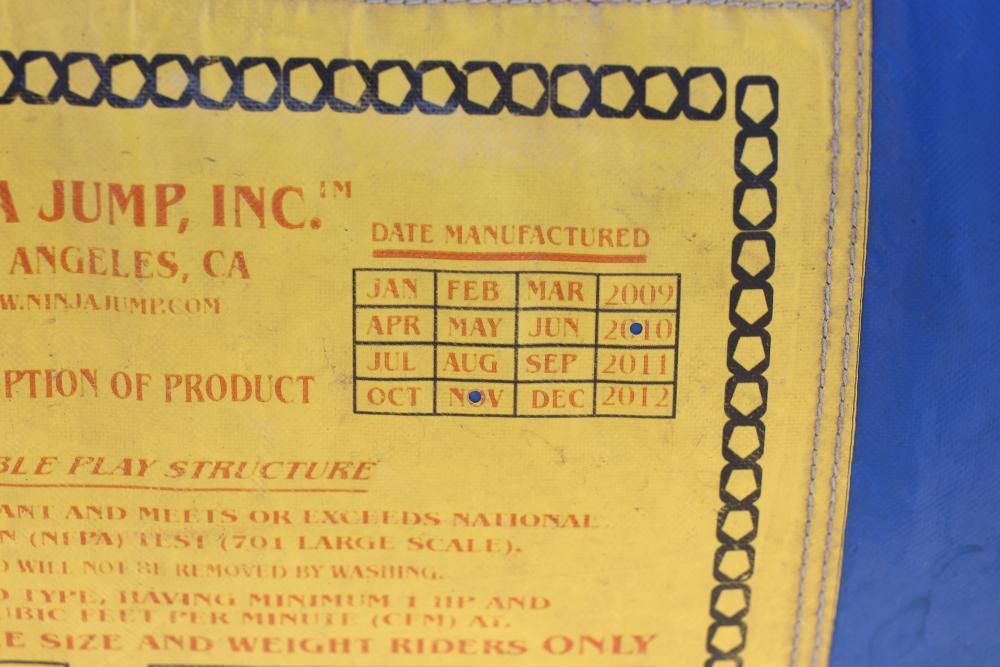 A JUMP, INC.™
ANGELES, CA
W.NINJAJUMP.COM
PTION OF PRODUCT
DATE MANUFACTURED
JAN FEB MAR 2009
APR MAY JUN 2010
JUL AUG SEP 2011
OCT NOV DEC 2012
BLE PLAY STRUCTURE
ANT AND MEETS OR EXCEEDS NATIONAL
N (NFPA) TEST (701 LARGE SCALE).
D WILL NOT BE REMOVED BY WASHING.
D TYPE, HAVING MINIMUM 1 HP AND
UBIC FEET PER MINUTE (CFM) AT.
E SIZE AND WEIGHT RIDERS ONLY